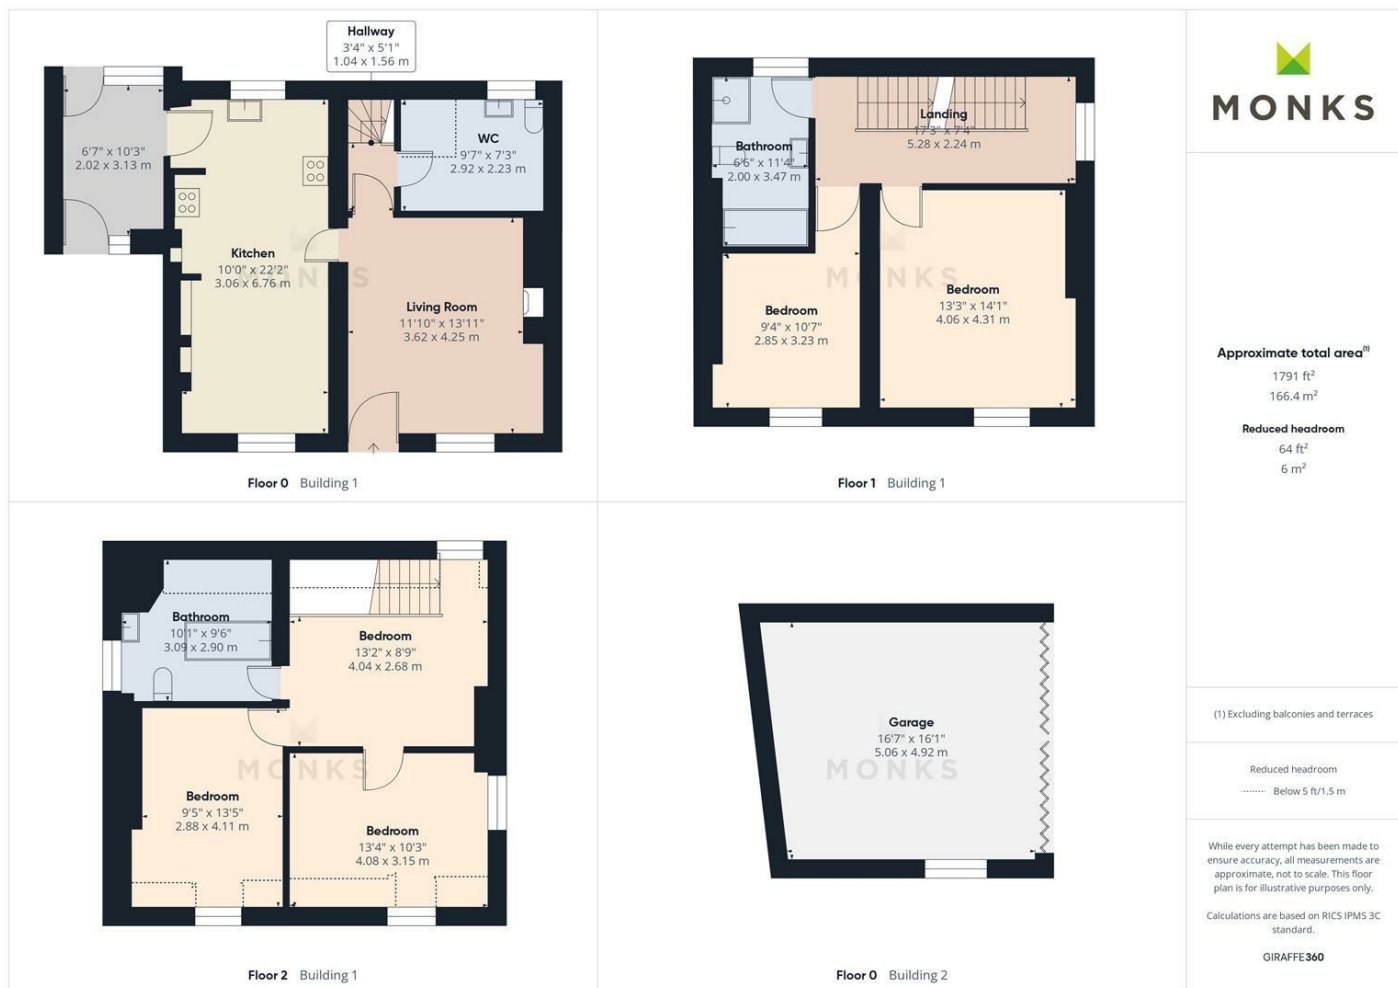 Hallway
3'4" x 5'1"
1.04 x 1.56 m
6'7" x 10'3"
2.02 x 3.13 m
WC
9'7" x 7'3"
2.92 x 2.23 m
Kitchen
10'0" x 22'2"
3.06 x 6.76 m
Living Room
11'10" x 13'11"
3.62 x 4.25 m
MONKS
Floor 0 Building 1
Landing
17'3" x 7'4"
5.28 x 2.24 m
Bathroom
6'6" x 11'4"
2.00 x 3.47 m
Bedroom
9'4" x 10'7"
2.85 x 3.23 m
Bedroom
13'3" x 14'1"
4.06 x 4.31 m
MONKS
Floor 1 Building 1
Bathroom
10'1" x 9'6"
3.09 x 2.90 m
Bedroom
13'2" x 8'9"
4.04 x 2.68 m
Bedroom
9'5" x 13'5"
2.88 x 4.11 m
Bedroom
13'4" x 10'3"
4.08 x 3.15 m
MONKS
Floor 2 Building 1
Garage
16'7" x 16'1"
5.06 x 4.92 m
MONKS
Floor 0 Building 2
MONKS
Approximate total area(1)
1791 ft²
166.4 m²
Reduced headroom
64 ft²
6 m²
(1) Excluding balconies and terraces
Reduced headroom
Below 5 ft/1.5 m
While every attempt has been made to
ensure accuracy, all measurements are
approximate, not to scale. This floor
plan is for illustrative purposes only.
Calculations are based on RICS IPMS 3C
standard.
GIRAFFE360